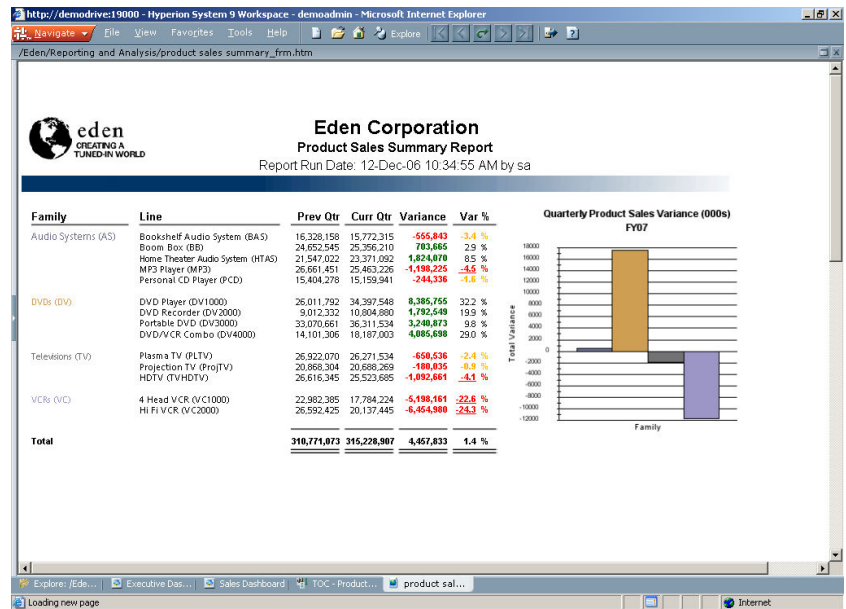 http://demodrive:19000 - Hyperion System 9 Workspace - demoadmin - Microsoft Internet Explorer
Navigate File View Favorites Tools Help Explore
/Eden/Reporting and Analysis/product sales summary_frm.htm
eden
CREATING A
TUNED-IN WORLD
Eden Corporation
Product Sales Summary Report
Report Run Date: 12-Dec-06 10:34:55 AM by sa
Family Line Prev Qtr Curr Qtr Variance Var %
Audio Systems (AS) Bookshelf Audio System (BAS) 16,328,158 15,772,315 -555,843 -3.4 %
Boom Box (BB) 24,652,545 25,356,210 703,665 2.9 %
Home Theater Audio System (HTAS) 21,547,022 23,371,092 1,824,070 8.5 %
MP3 Player (MP3) 26,661,451 25,463,226 -1,198,225 -4.5 %
Personal CD Player (PCD) 15,404,278 15,159,941 -244,336 -1.6 %
DVDs (DV) DVD Player (DV1000) 26,011,792 34,397,548 8,385,755 32.2 %
DVD Recorder (DV2000) 9,012,332 10,804,880 1,792,549 19.9 %
Portable DVD (DV3000) 33,070,661 36,311,534 3,240,873 9.8 %
DVD/VCR Combo (DV4000) 14,101,306 18,187,003 4,085,698 29.0 %
Televisions (TV) Plasma TV (PLTV) 26,922,070 26,271,534 -650,536 -2.4 %
Projection TV (ProjTV) 20,868,304 20,688,269 -180,035 -0.9 %
HDTV (TVHDTV) 26,616,345 25,523,685 -1,092,661 -4.1 %
VCRs (VC) 4 Head VCR (VC1000) 22,982,385 17,784,224 -5,198,161 -22.6 %
Hi Fi VCR (VC2000) 26,592,425 20,137,445 -6,454,980 -24.3 %
Total 310,771,073 315,228,907 4,457,833 1.4 %
Quarterly Product Sales Variance (000s)
FY07
18000
16000
14000
12000
10000
8000
6000
4000
2000
0
-2000
-4000
-6000
-8000
-10000
-12000
Total Variance
Family
Explore: /Ede... Executive Das... Sales Dashboard TOC - Product... product sal...
Loading new page Internet